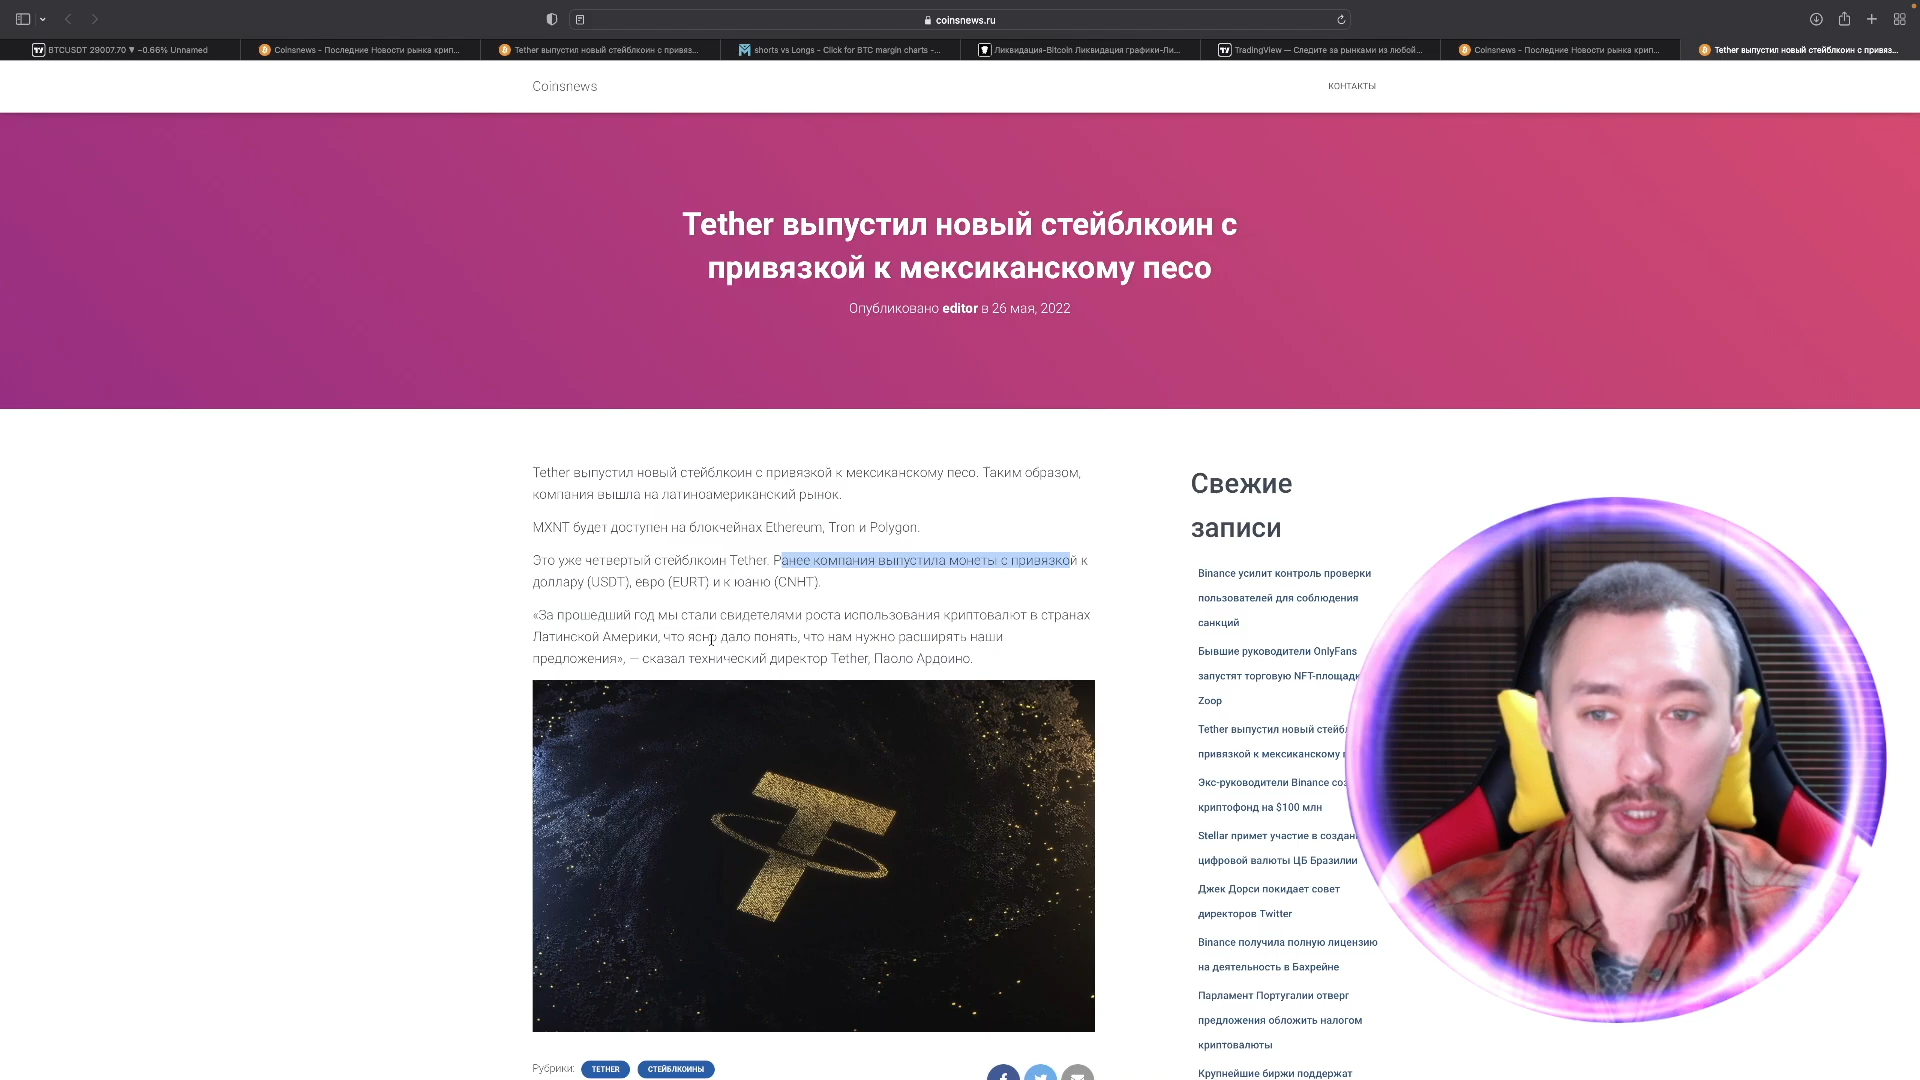 coinsnews.ru
BTCUSDT 29007.70 ▼ −0.66% Unnamed
Coinsnews - Последние Новости рынка крип...
Tether выпустил новый стейблкоин с привяз...
shorts vs Longs - Click for BTC margin charts -...
Ликвидация-Bitcoin Ликвидация графики-Ли...
TradingView — Следите за рынками из любой...
Coinsnews - Последние Новости рынка крип...
Tether выпустил новый стейблкоин с привяз...
Coinsnews
КОНТАКТЫ
Tether выпустил новый стейблкоин с
привязкой к мексиканскому песо
Опубликовано editor в 26 мая, 2022
Tether выпустил новый стейблкоин с привязкой к мексиканскому песо. Таким образом,
компания вышла на латиноамериканский рынок.
MXNT будет доступен на блокчейнах Ethereum, Tron и Polygon.
Это уже четвертый стейблкоин Tether. Ранее компания выпустила монеты с привязкой к
доллару (USDT), евро (EURT) и к юаню (CNHT).
«За прошедший год мы стали свидетелями роста использования криптовалют в странах
Латинской Америки, что ясно дало понять, что нам нужно расширять наши
предложения», — сказал технический директор Tether, Паоло Ардоино.
Рубрики:
TETHER
СТЕЙБЛКОИНЫ
Свежие
записи
Binance усилит контроль проверки
пользователей для соблюдения
санкций
Бывшие руководители OnlyFans
запустят торговую NFT-площадк
Zoop
Tether выпустил новый стейбл
привязкой к мексиканскому
Экс-руководители Binance соз
криптофонд на $100 млн
Stellar примет участие в создан
цифровой валюты ЦБ Бразилии
Джек Дорси покидает совет
директоров Twitter
Binance получила полную лицензию
на деятельность в Бахрейне
Парламент Португалии отверг
предложения обложить налогом
криптовалюты
Крупнейшие биржи поддержат